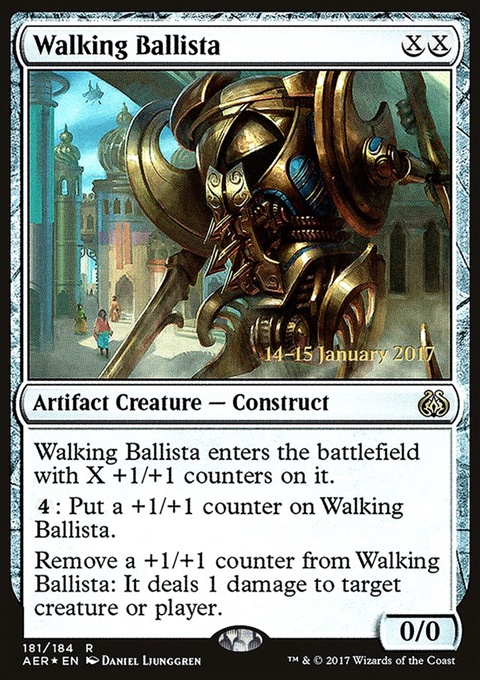 Walking Ballista XX
14-15 January 2017
Artifact Creature — Construct
Walking Ballista enters the battlefield
with X +1/+1 counters on it.
4 : Put a +1/+1 counter on Walking
Ballista.
Remove a +1/+1 counter from Walking
Ballista: It deals 1 damage to target
creature or player.
0/0
181/184 R
AER★EN Daniel Ljunggren
™ & © 2017 Wizards of the Coast